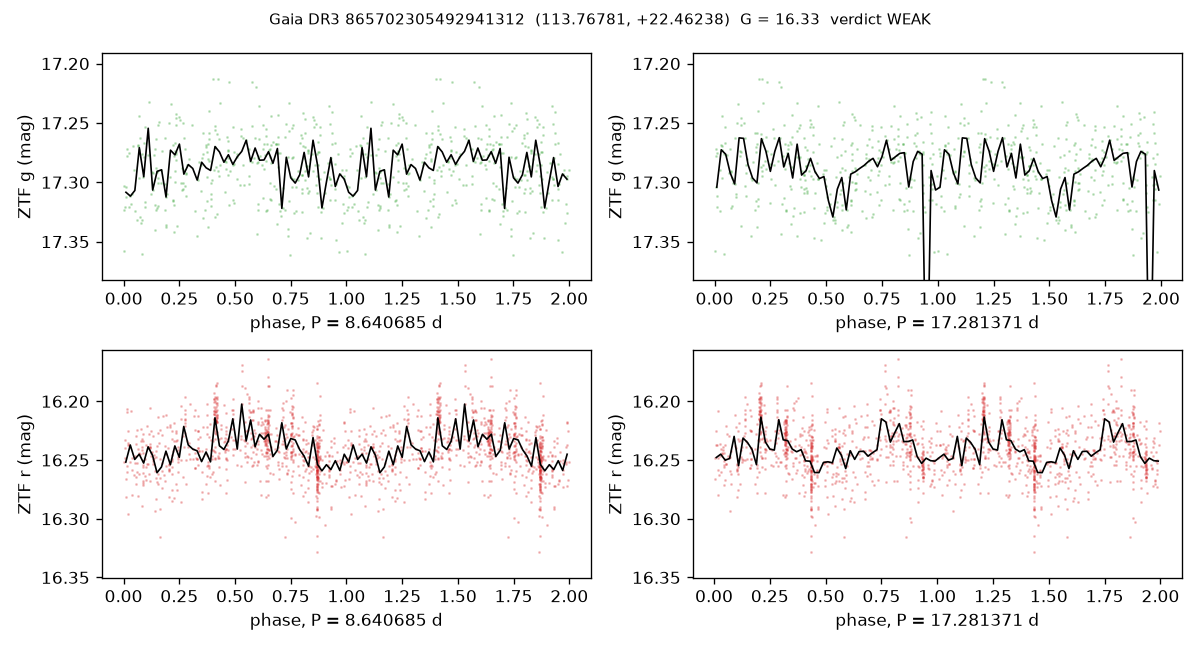 Gaia DR3 865702305492941312 (113.76781, +22.46238) G = 16.33 verdict WEAK
17.20
17.25
17.30
17.35
ZTF g (mag)
0.00 0.25 0.50 0.75 1.00 1.25 1.50 1.75 2.00
phase, P = 8.640685 d
17.20
17.25
17.30
17.35
ZTF g (mag)
0.00 0.25 0.50 0.75 1.00 1.25 1.50 1.75 2.00
phase, P = 17.281371 d
16.20
16.25
16.30
16.35
ZTF r (mag)
0.00 0.25 0.50 0.75 1.00 1.25 1.50 1.75 2.00
phase, P = 8.640685 d
16.20
16.25
16.30
16.35
ZTF r (mag)
0.00 0.25 0.50 0.75 1.00 1.25 1.50 1.75 2.00
phase, P = 17.281371 d